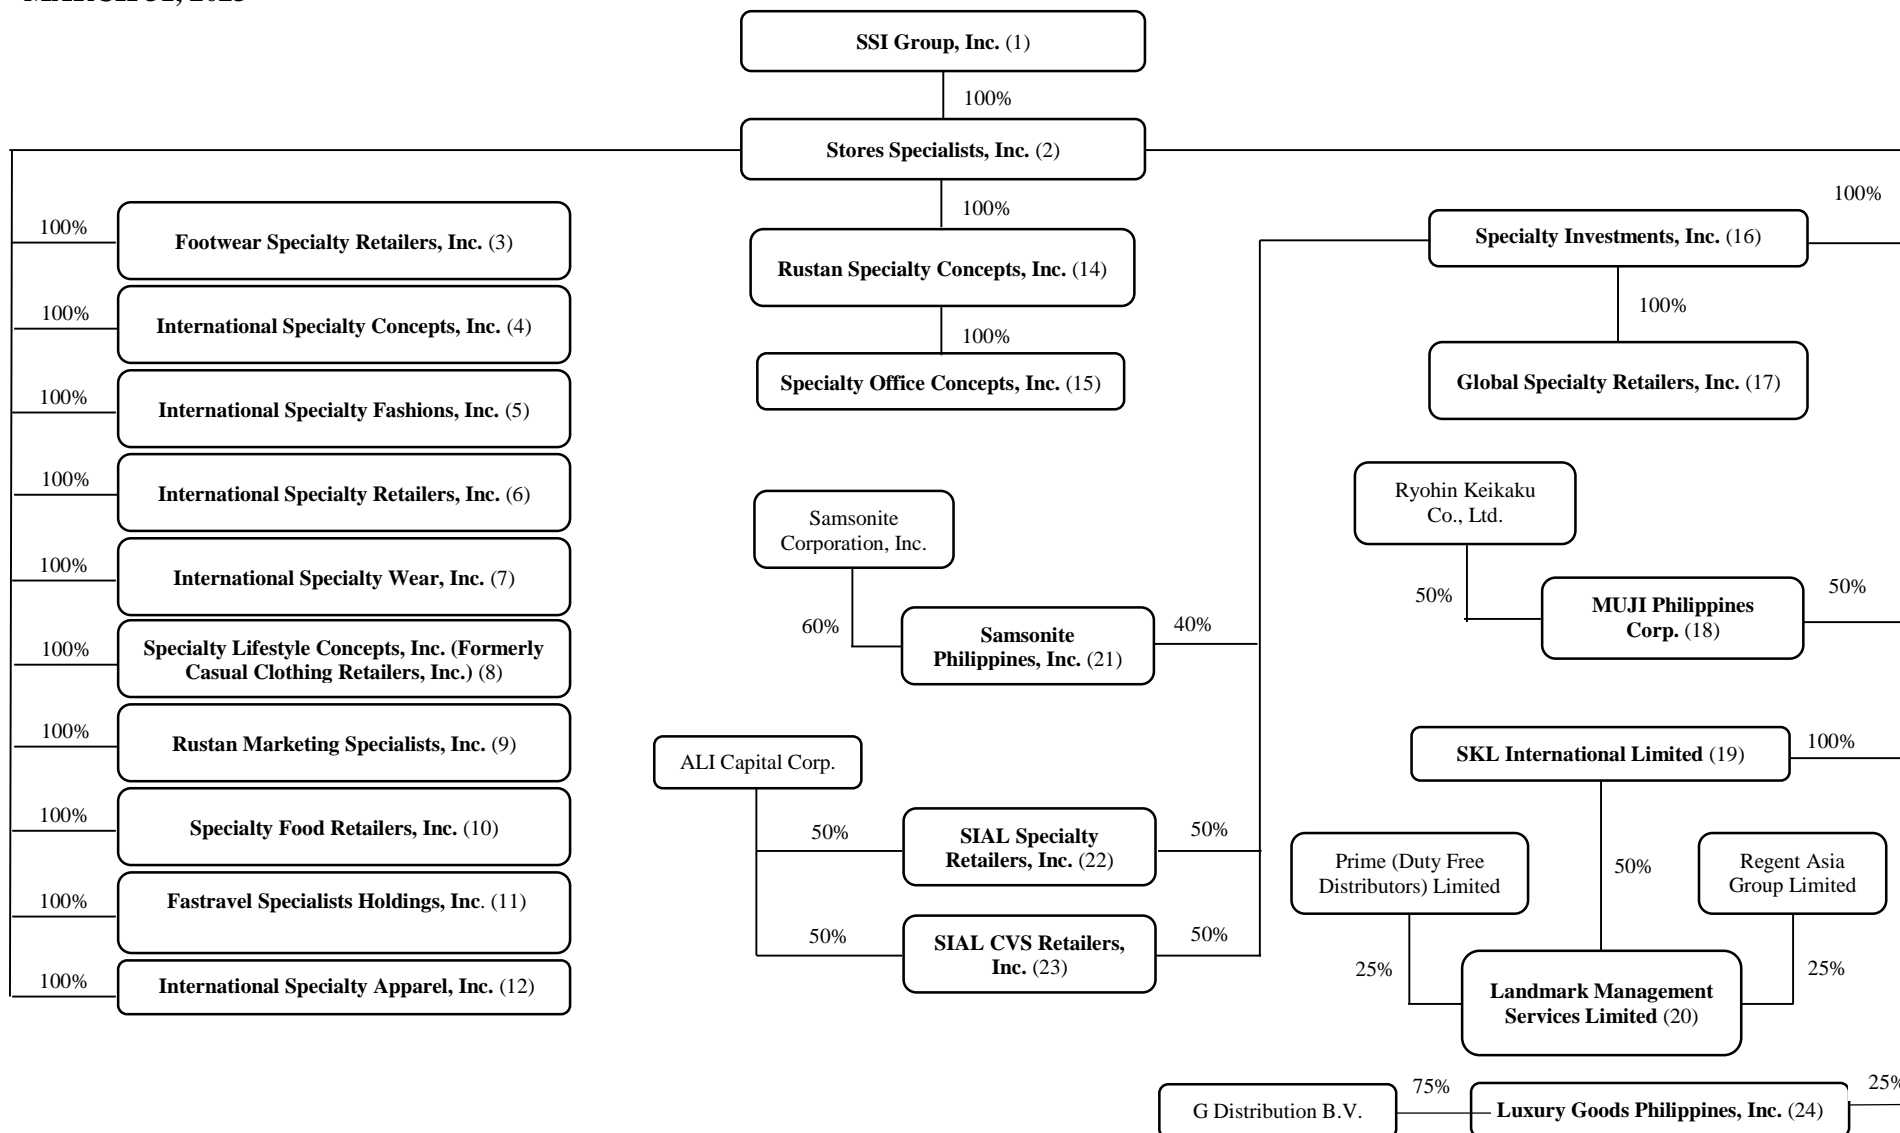 SSI Group, Inc. (1)
100%
Stores Specialists, Inc. (2)
100%
Footwear Specialty Retailers, Inc. (3)
100%
International Specialty Concepts, Inc. (4)
100%
International Specialty Fashions, Inc. (5)
100%
International Specialty Retailers, Inc. (6)
100%
International Specialty Wear, Inc. (7)
100%
Specialty Lifestyle Concepts, Inc. (Formerly
Casual Clothing Retailers, Inc.) (8)
100%
Rustan Marketing Specialists, Inc. (9)
100%
Specialty Food Retailers, Inc. (10)
100%
Fastravel Specialists Holdings, Inc. (11)
100%
International Specialty Apparel, Inc. (12)
100%
Rustan Specialty Concepts, Inc. (14)
100%
Specialty Office Concepts, Inc. (15)
Samsonite
Corporation, Inc.
60%
Samsonite
Philippines, Inc. (21)
40%
ALI Capital Corp.
50%
SIAL Specialty
Retailers, Inc. (22)
50%
50%
SIAL CVS Retailers,
Inc. (23)
50%
100%
Specialty Investments, Inc. (16)
100%
Global Specialty Retailers, Inc. (17)
Ryohin Keikaku
Co., Ltd.
50%
MUJI Philippines
Corp. (18)
50%
SKL International Limited (19)
100%
Prime (Duty Free
Distributors) Limited
50%
Regent Asia
Group Limited
25%
Landmark Management
Services Limited (20)
25%
G Distribution B.V.
75%
Luxury Goods Philippines, Inc. (24)
25%